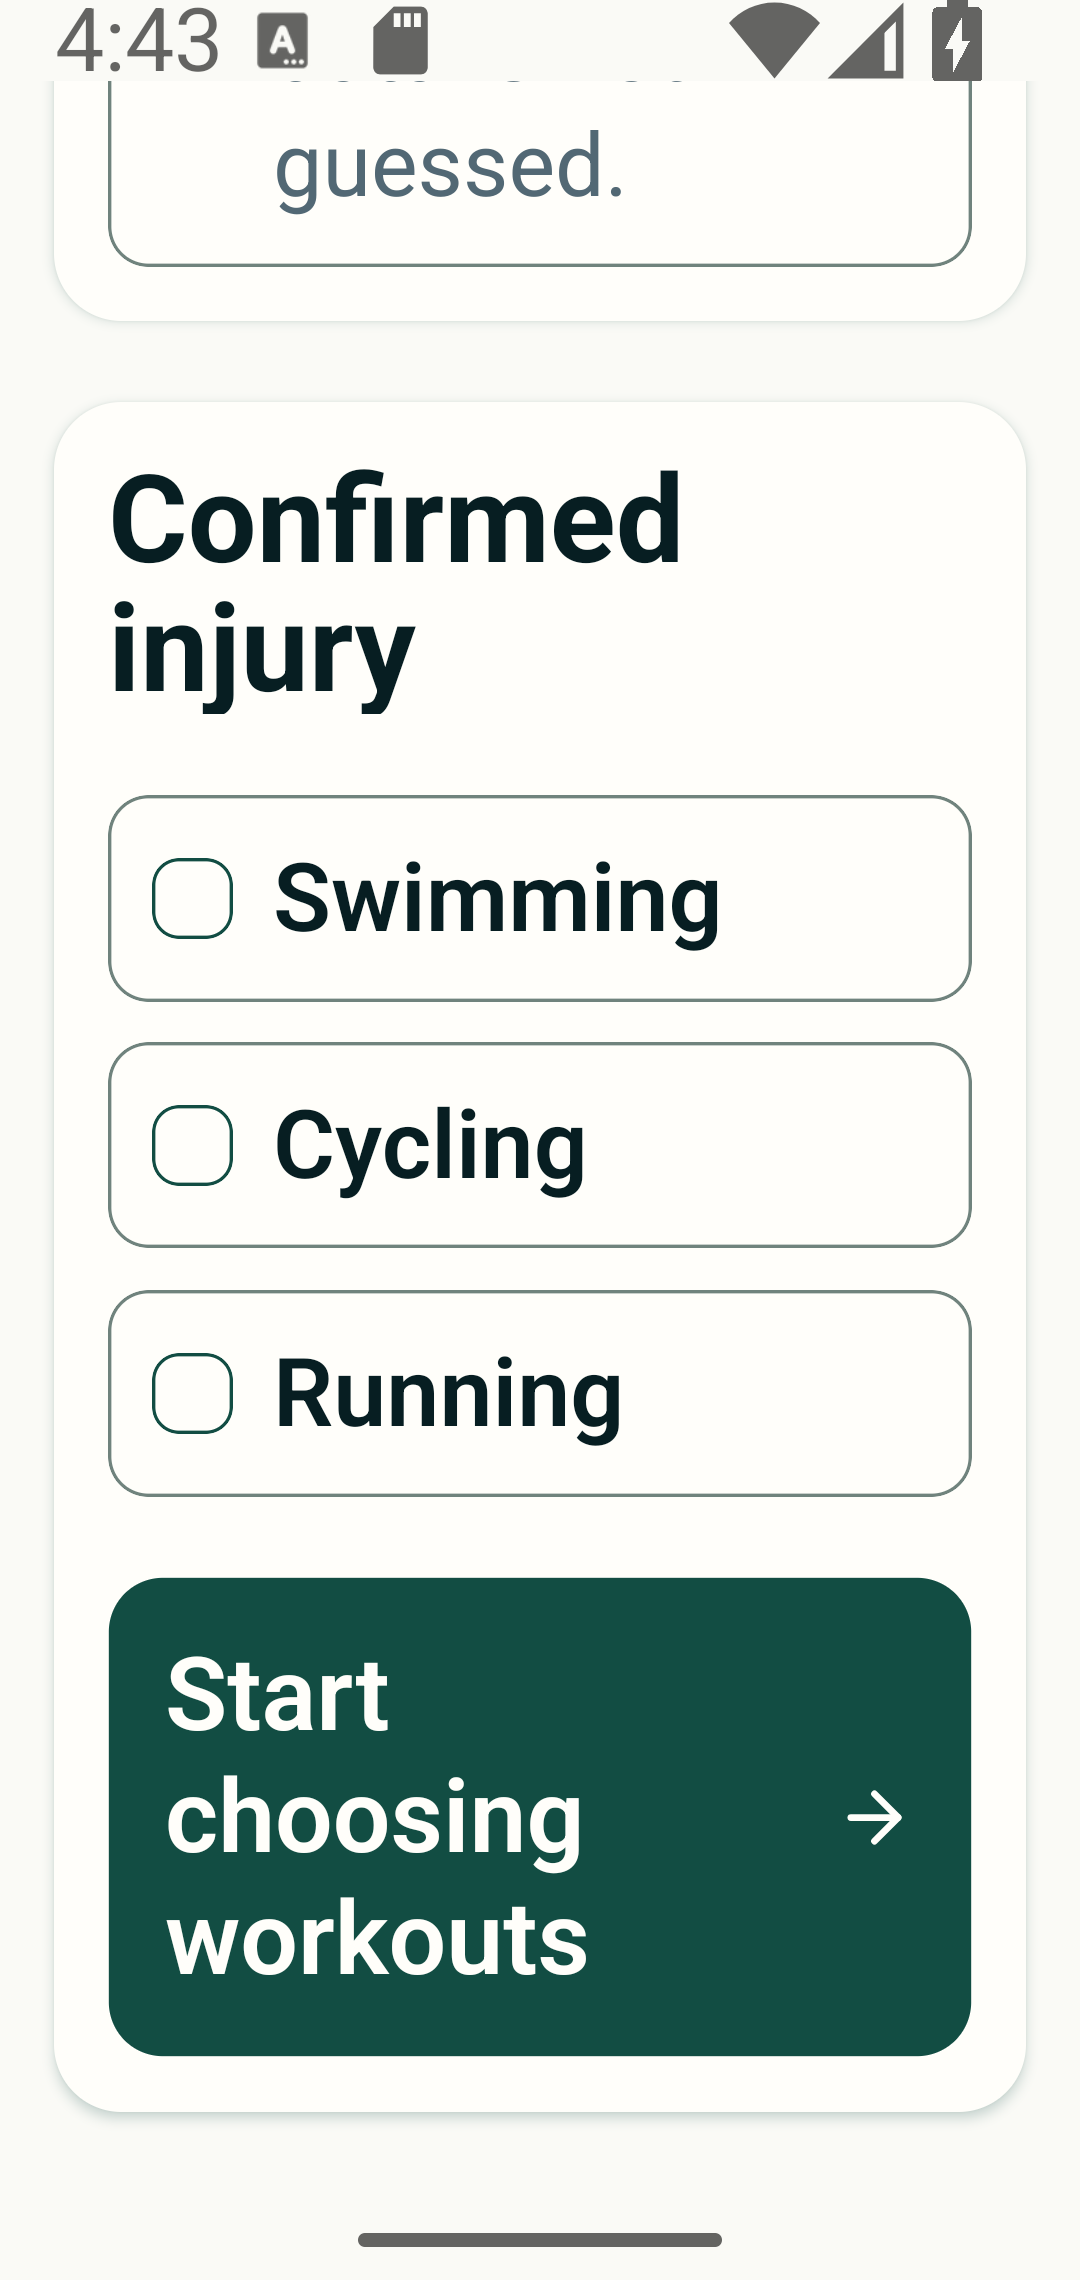 4:43
guessed.
Confirmed
injury
Swimming
Cycling
Running
Start
choosing
workouts